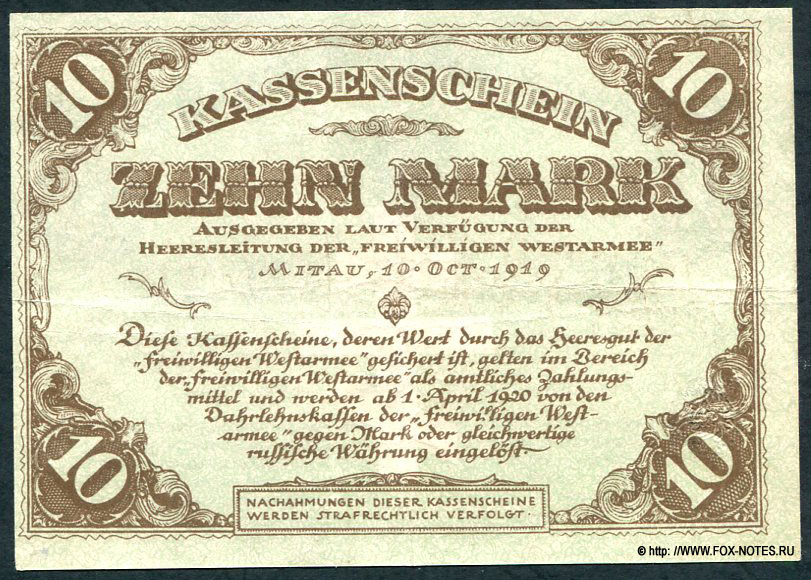 10
10
KASSENSCHEIN
ZEHN MARK
AUSGEGEBEN LAUT VERFÜGUNG DER
HEERESLEITUNG DER „FREIWILLIGEN WESTARMEE”
MITAU, 10 · OCT · 1919
Diese Kassenscheine, deren Wert durch das Heeresgut der
„freiwilligen Westarmee” gesichert ist, gelten im Bereich
der „freiwilligen Westarmee” als amtliches Zahlungs-
mittel und werden ab 1 · April 1920 von den
Dahrlehnskassen der „freiwilligen West-
armee” gegen Mark oder gleichwertige
russische Währung eingelöst ·
10
10
NACHAHMUNGEN DIESER KASSENSCHEINE
WERDEN STRAFRECHTLICH VERFOLGT ·
© http: //WWW.FOX-NOTES.RU